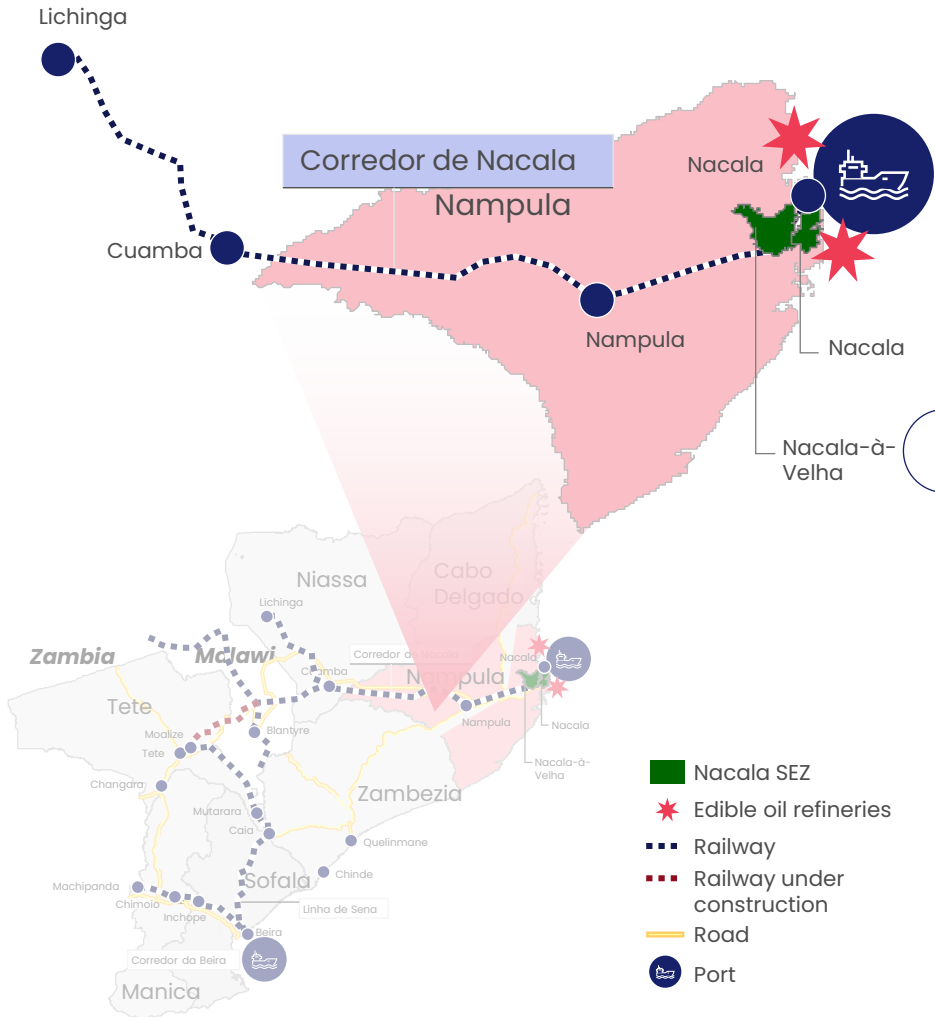 Lichinga
Corredor de Nacala
Nacala
Nampula
Cuamba
Nampula
Nacala
Nacala-à-
Velha
Cabo
Delgado
Niassa
Lichinga
Zambia
Malawi
Corredor de Nacala
Nacala
Cuamba
Nampula
Tete
Nampula
Nacala
Moalize
Blantyre
Tete
Nacala-à-
Velha
Changara
Zambezia
Mutarara
Caia
Quelinmane
Chinde
Sofala
Machipanda
Chimoio
Linha de Sena
Inchope
Beira
Corredor da Beira
Manica
Nacala SEZ
Edible oil refineries
Railway
Railway under
construction
Road
Port